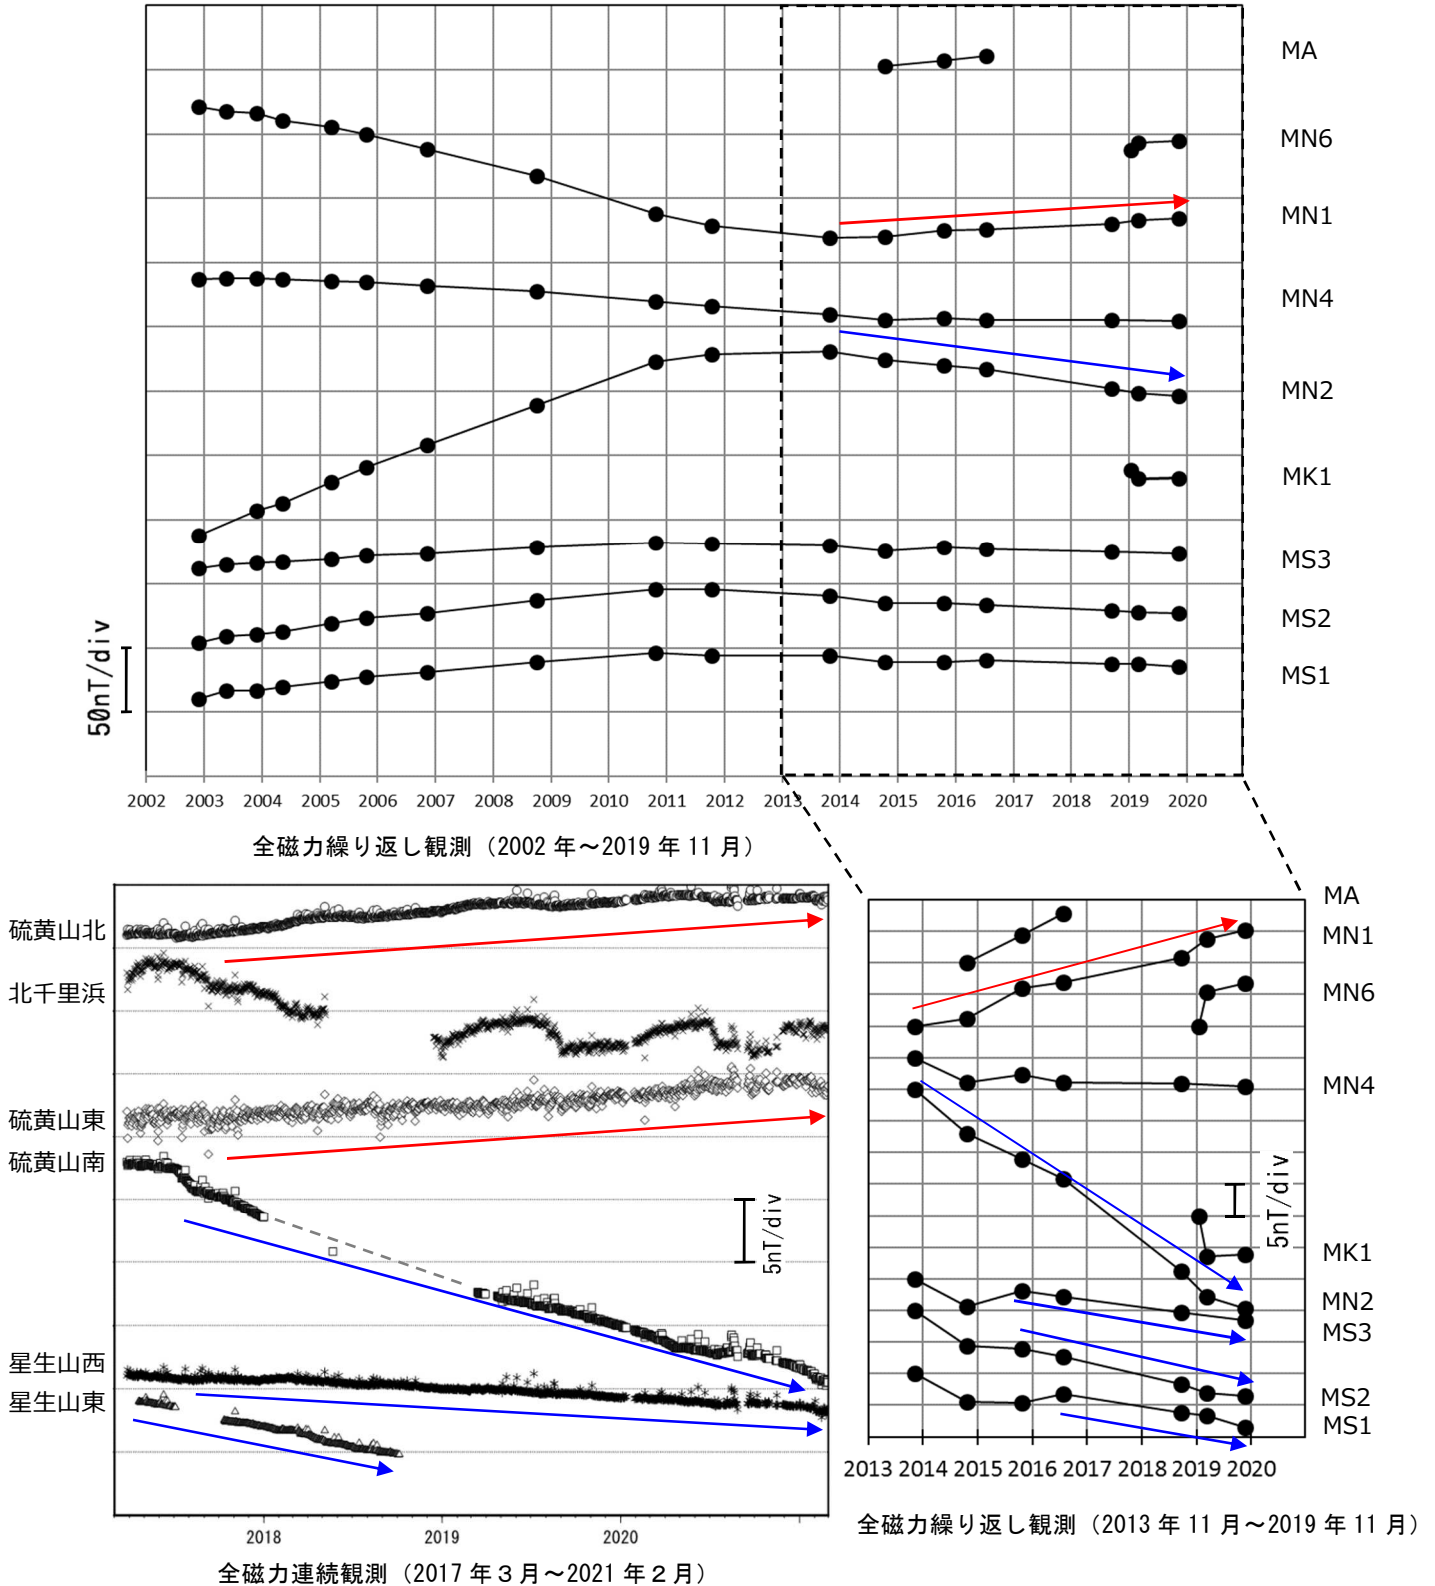 MA
MN6
MN1
MN4
MN2
MK1
MS3
MS2
MS1
50nT/div
2002 2003 2004 2005 2006 2007 2008 2009 2010 2011 2012 2013 2014 2015 2016 2017 2018 2019 2020
全磁力繰り返し観測（2002 年～2019 年 11 月）
硫黄山北
北千里浜
硫黄山東
硫黄山南
星生山西
星生山東
5nT/div
2018 2019 2020
全磁力連続観測（2017 年３月～2021 年２月）
MA
MN1
MN6
MN4
5nT/div
MK1
MN2
MS3
MS2
MS1
2013 2014 2015 2016 2017 2018 2019 2020
全磁力繰り返し観測（2013 年 11 月～2019 年 11 月）